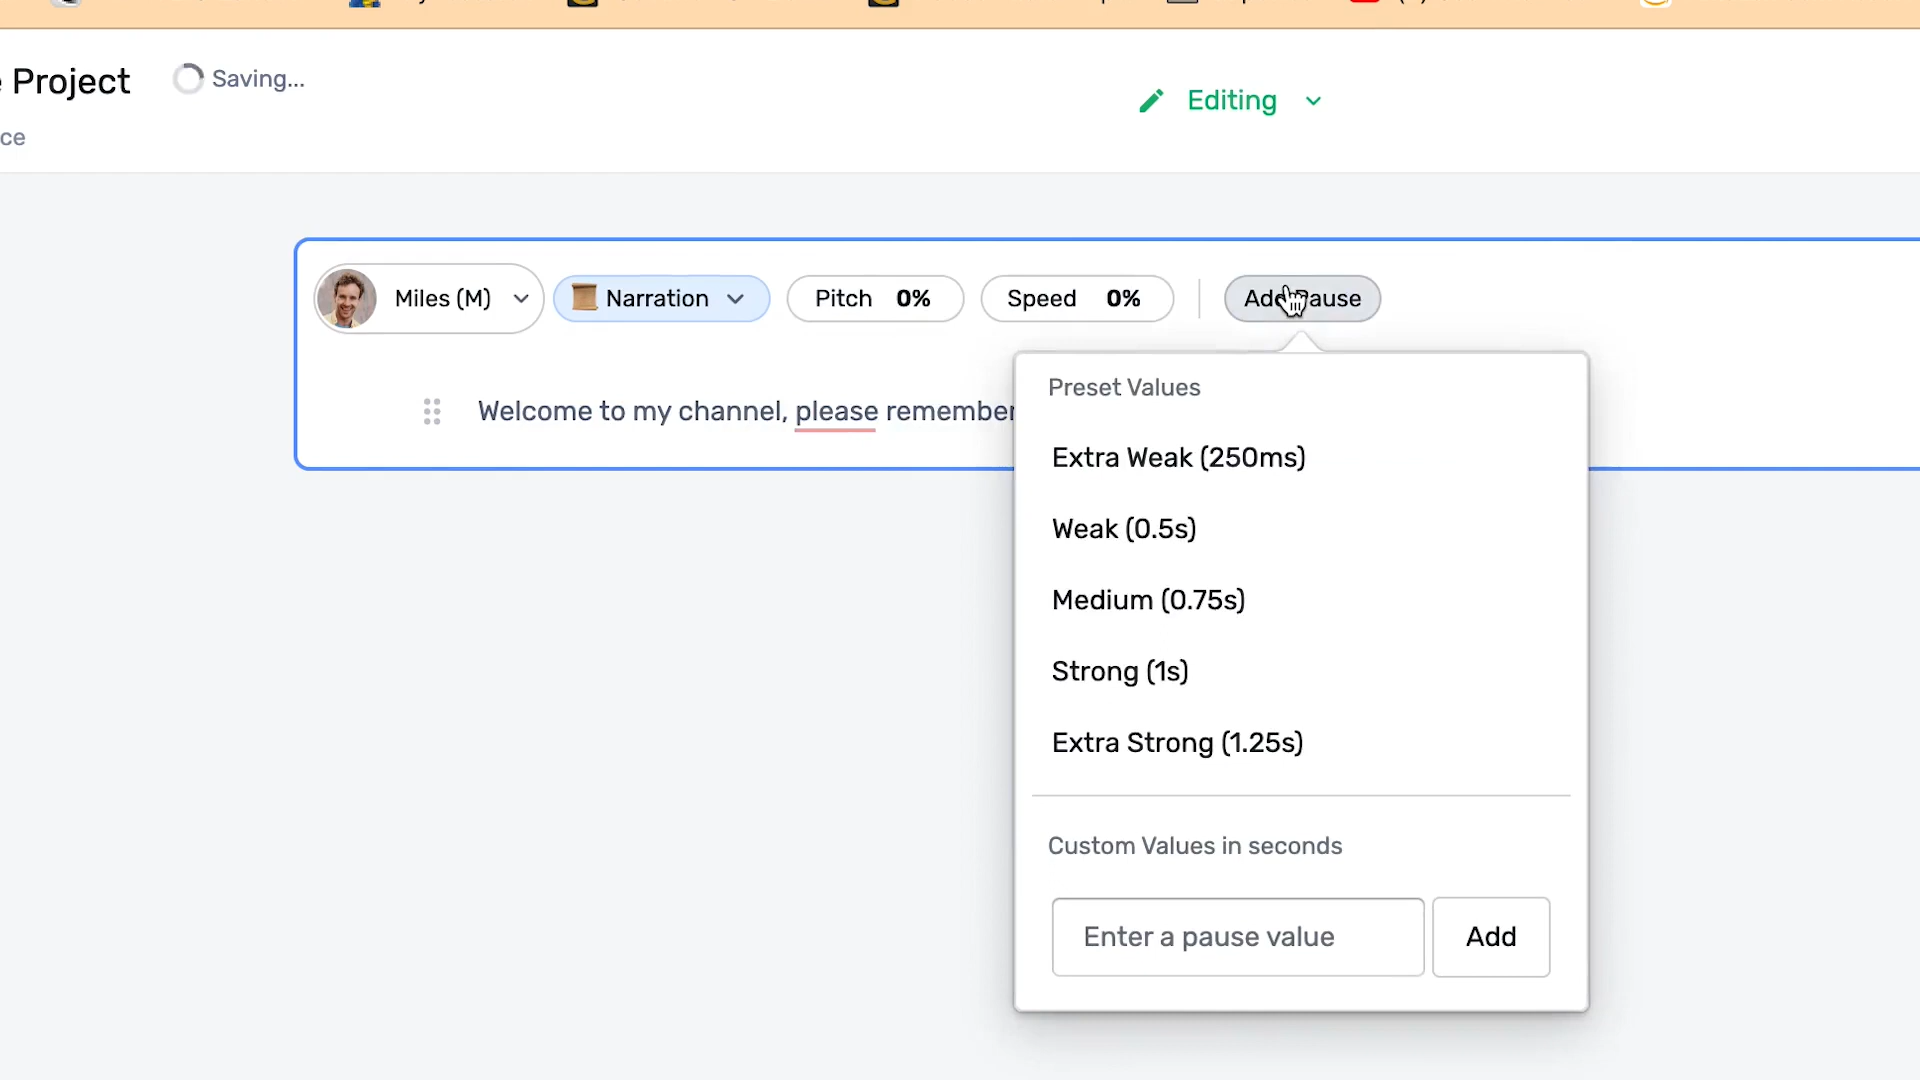 Project
Saving...
Editing
ce
Miles (M)
Narration
Pitch 0%
Speed 0%
Add Pause
Welcome to my channel, please remember
Preset Values
Extra Weak (250ms)
Weak (0.5s)
Medium (0.75s)
Strong (1s)
Extra Strong (1.25s)
Custom Values in seconds
Enter a pause value
Add